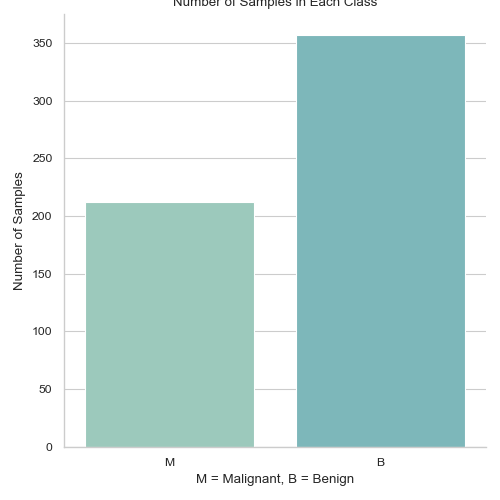 Number of Samples in Each Class
350
300
250
200
150
100
50
0
Number of Samples
M
B
M = Malignant, B = Benign